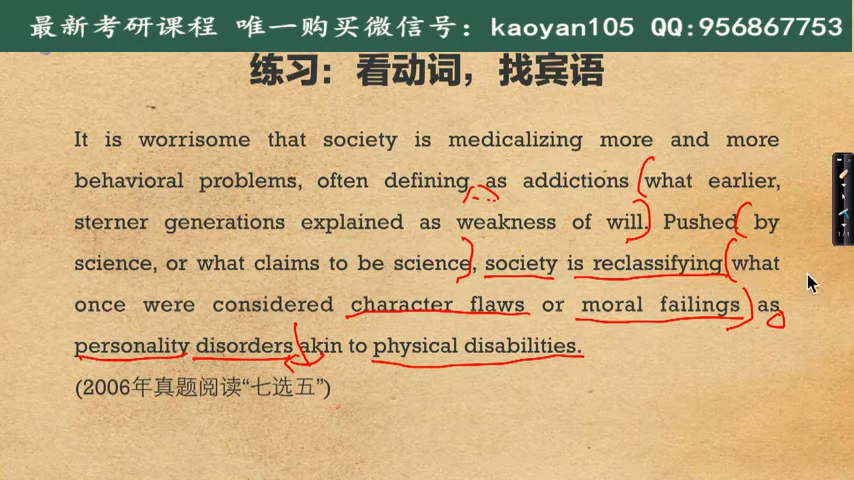 最新考研课程 唯一购买微信号：kaoyan105 QQ:956867753
练习：看动词，找宾语
It is worrisome that society is medicalizing more and more
behavioral problems, often defining as addictions what earlier,
sterner generations explained as weakness of will. Pushed by
science, or what claims to be science, society is reclassifying what
once were considered character flaws or moral failings as
personality disorders akin to physical disabilities.
(2006年真题阅读“七选五”)